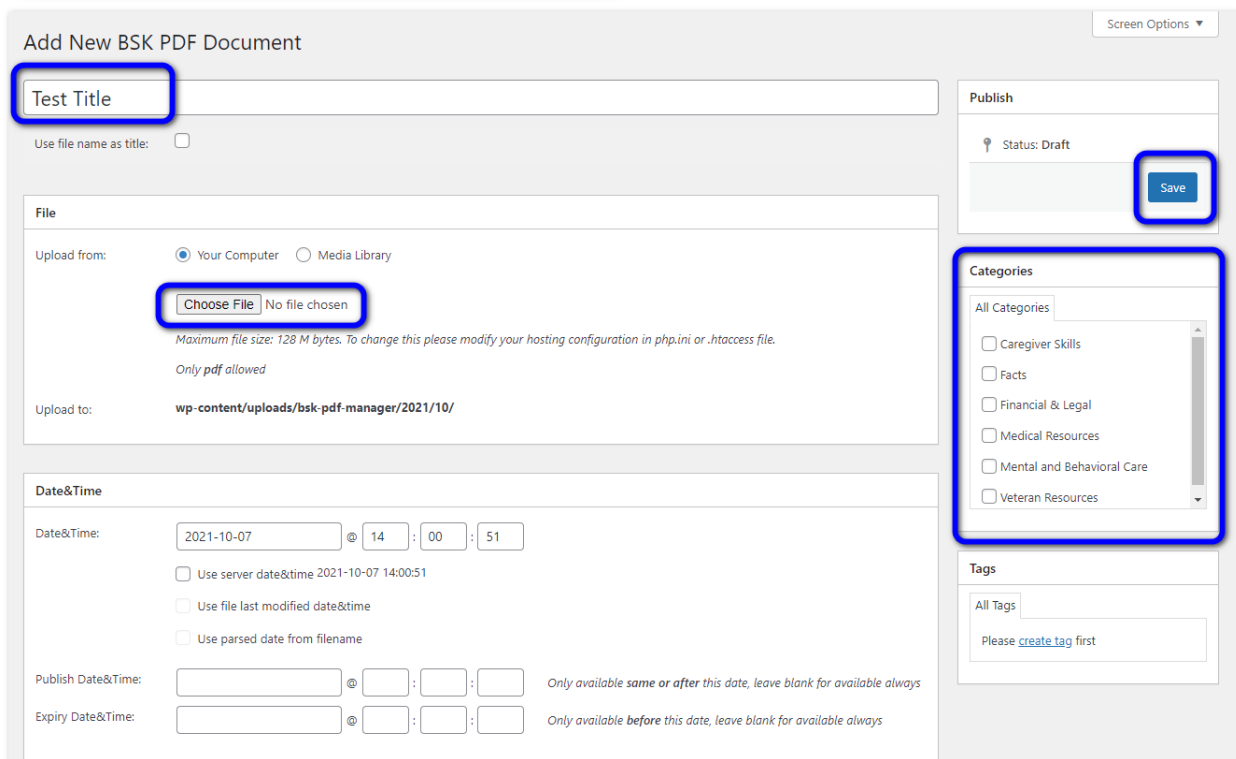 Screen Options ▼
Add New BSK PDF Document
Test Title
Use file name as title:
File
Upload from: Your Computer Media Library
Choose File No file chosen
Maximum file size: 128 M bytes. To change this please modify your hosting configuration in php.ini or .htaccess file.
Only pdf allowed
Upload to: wp-content/uploads/bsk-pdf-manager/2021/10/
Date&Time
Date&Time: 2021-10-07 @ 14 : 00 : 51
Use server date&time 2021-10-07 14:00:51
Use file last modified date&time
Use parsed date from filename
Publish Date&Time: @ : : Only available same or after this date, leave blank for available always
Expiry Date&Time: @ : : Only available before this date, leave blank for available always
Publish
Status: Draft
Save
Categories
All Categories
Caregiver Skills
Facts
Financial & Legal
Medical Resources
Mental and Behavioral Care
Veteran Resources
Tags
All Tags
Please create tag first